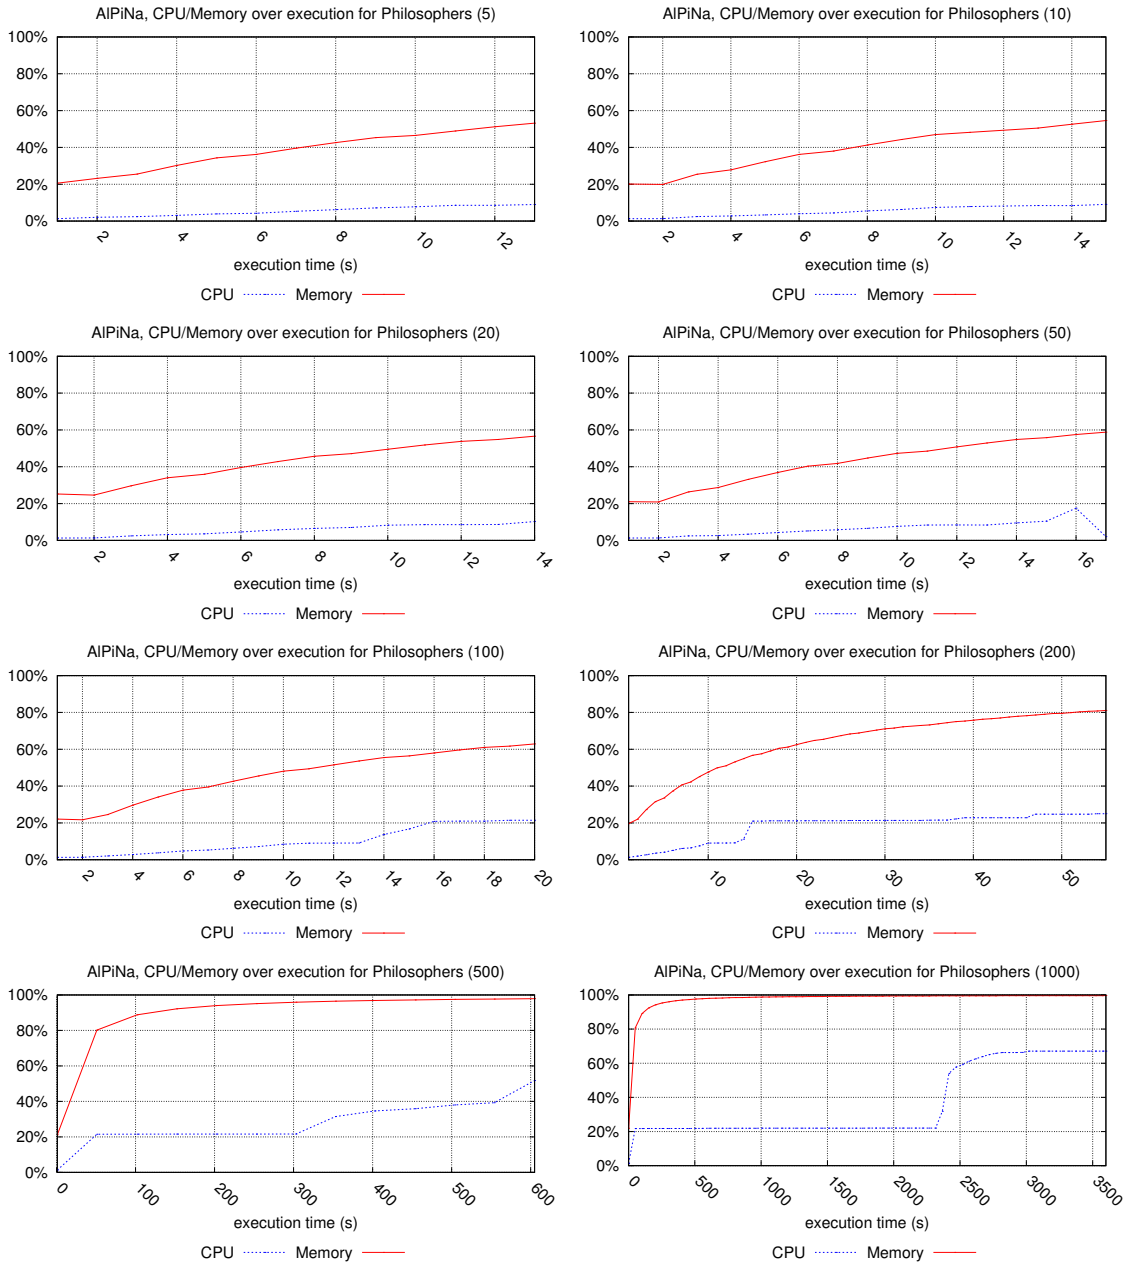 AlPiNa, CPU/Memory over execution for Philosophers (5)
100%
80%
60%
40%
20%
0%
2 4 6 8 10 12
execution time (s)
CPU Memory
AlPiNa, CPU/Memory over execution for Philosophers (10)
100%
80%
60%
40%
20%
0%
2 4 6 8 10 12 14
execution time (s)
CPU Memory
AlPiNa, CPU/Memory over execution for Philosophers (20)
100%
80%
60%
40%
20%
0%
2 4 6 8 10 12 14
execution time (s)
CPU Memory
AlPiNa, CPU/Memory over execution for Philosophers (50)
100%
80%
60%
40%
20%
0%
2 4 6 8 10 12 14 16
execution time (s)
CPU Memory
AlPiNa, CPU/Memory over execution for Philosophers (100)
100%
80%
60%
40%
20%
0%
2 4 6 8 10 12 14 16 18 20
execution time (s)
CPU Memory
AlPiNa, CPU/Memory over execution for Philosophers (200)
100%
80%
60%
40%
20%
0%
10 20 30 40 50
execution time (s)
CPU Memory
AlPiNa, CPU/Memory over execution for Philosophers (500)
100%
80%
60%
40%
20%
0%
0 100 200 300 400 500 600
execution time (s)
CPU Memory
AlPiNa, CPU/Memory over execution for Philosophers (1000)
100%
80%
60%
40%
20%
0%
0 500 1000 1500 2000 2500 3000 3500
execution time (s)
CPU Memory